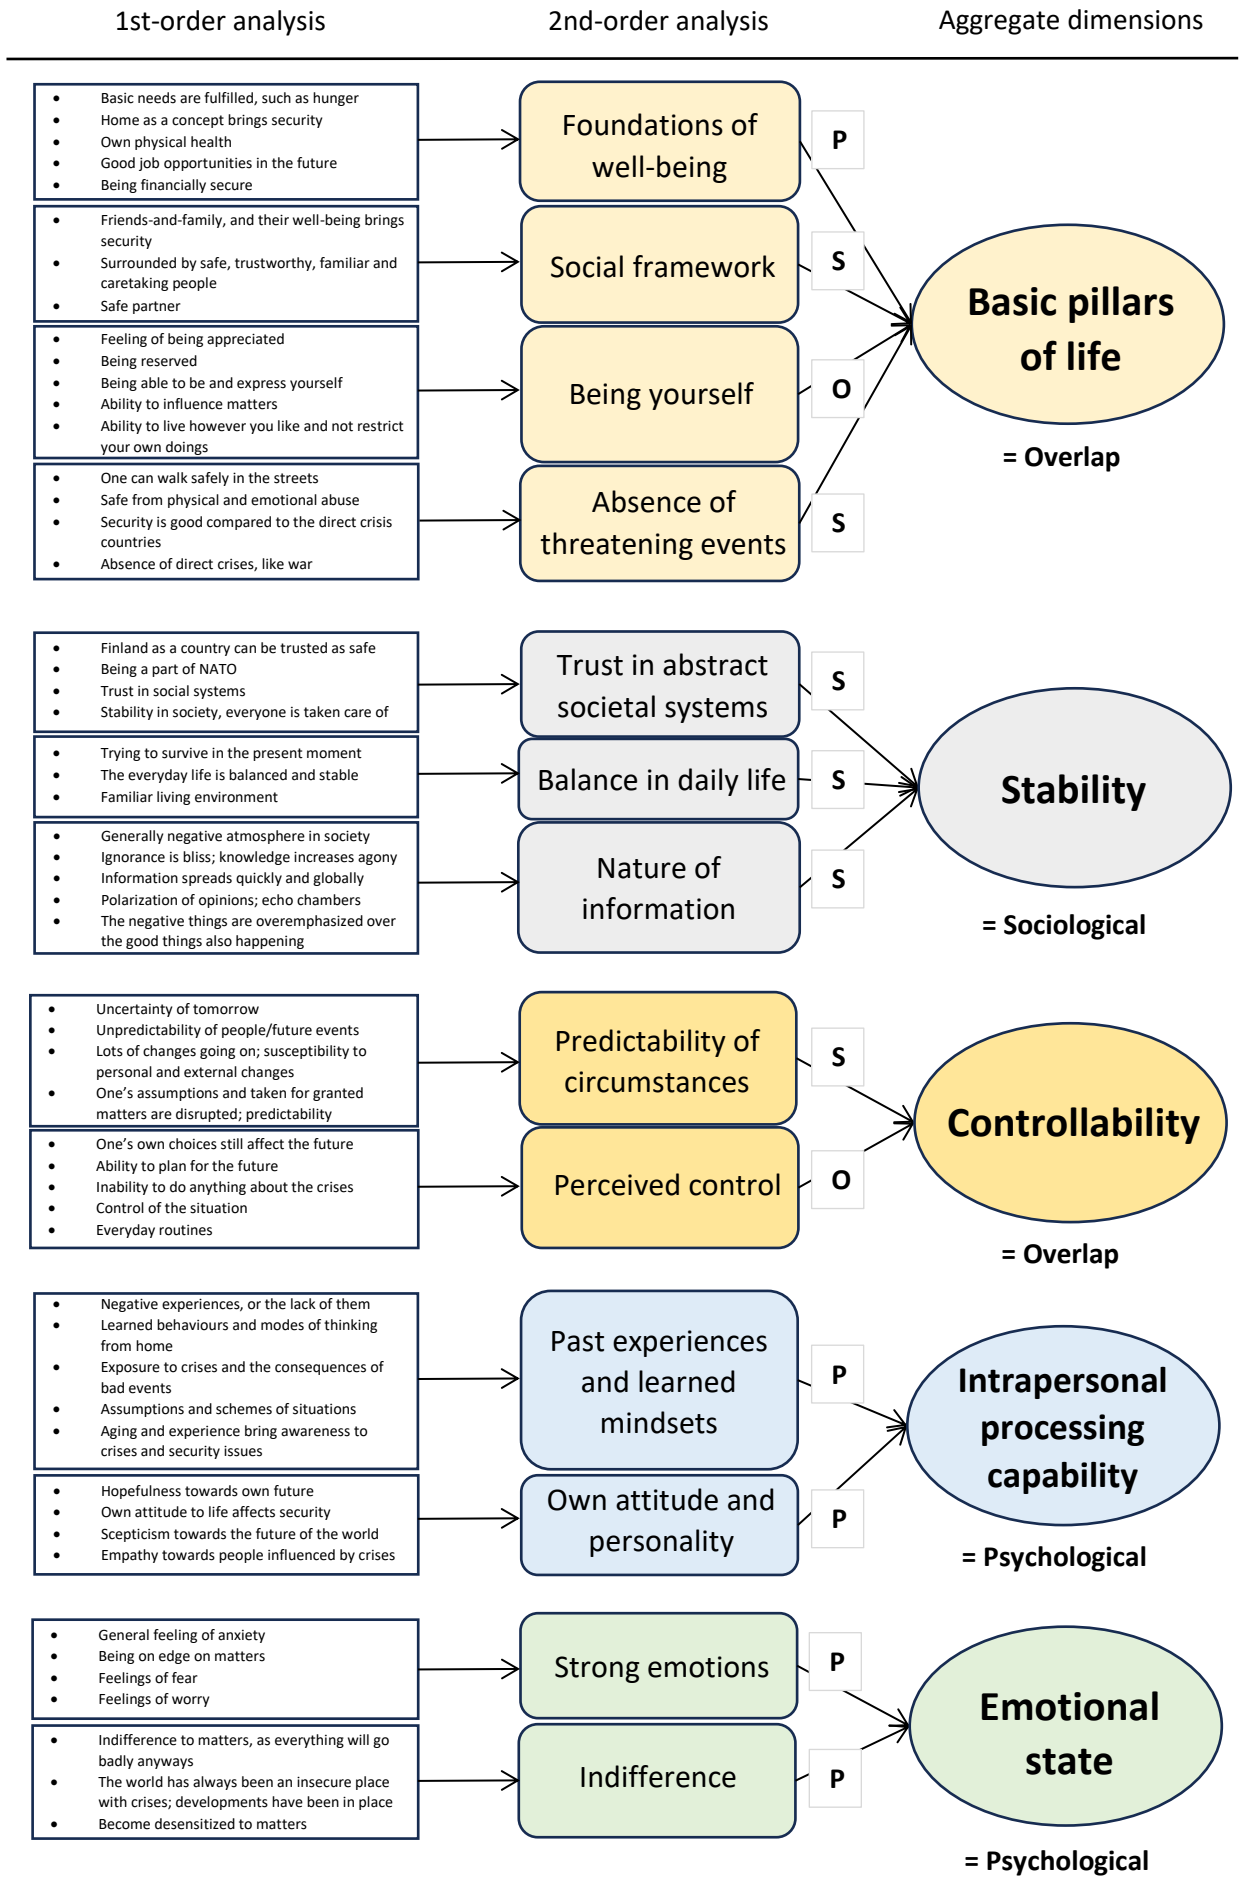 1st-order analysis
2nd-order analysis
Aggregate dimensions
• Basic needs are fulfilled, such as hunger
• Home as a concept brings security
• Own physical health
• Good job opportunities in the future
• Being financially secure
Foundations of
well-being
P
• Friends-and-family, and their well-being brings
security
• Surrounded by safe, trustworthy, familiar and
caretaking people
• Safe partner
Social framework
S
• Feeling of being appreciated
• Being reserved
• Being able to be and express yourself
• Ability to influence matters
• Ability to live however you like and not restrict
your own doings
Being yourself
O
• One can walk safely in the streets
• Safe from physical and emotional abuse
• Security is good compared to the direct crisis
countries
• Absence of direct crises, like war
Absence of
threatening events
S
Basic pillars
of life
= Overlap
• Finland as a country can be trusted as safe
• Being a part of NATO
• Trust in social systems
• Stability in society, everyone is taken care of
Trust in abstract
societal systems
S
• Trying to survive in the present moment
• The everyday life is balanced and stable
• Familiar living environment
Balance in daily life
S
• Generally negative atmosphere in society
• Ignorance is bliss; knowledge increases agony
• Information spreads quickly and globally
• Polarization of opinions; echo chambers
• The negative things are overemphasized over
the good things also happening
Nature of
information
S
Stability
= Sociological
• Uncertainty of tomorrow
• Unpredictability of people/future events
• Lots of changes going on; susceptibility to
personal and external changes
• One’s assumptions and taken for granted
matters are disrupted; predictability
Predictability of
circumstances
S
• One’s own choices still affect the future
• Ability to plan for the future
• Inability to do anything about the crises
• Control of the situation
• Everyday routines
Perceived control
O
Controllability
= Overlap
• Negative experiences, or the lack of them
• Learned behaviours and modes of thinking
from home
• Exposure to crises and the consequences of
bad events
• Assumptions and schemes of situations
• Aging and experience bring awareness to
crises and security issues
Past experiences
and learned
mindsets
P
• Hopefulness towards own future
• Own attitude to life affects security
• Scepticism towards the future of the world
• Empathy towards people influenced by crises
Own attitude and
personality
P
Intrapersonal
processing
capability
= Psychological
• General feeling of anxiety
• Being on edge on matters
• Feelings of fear
• Feelings of worry
Strong emotions
P
• Indifference to matters, as everything will go
badly anyways
• The world has always been an insecure place
with crises; developments have been in place
• Become desensitized to matters
Indifference
P
Emotional
state
= Psychological